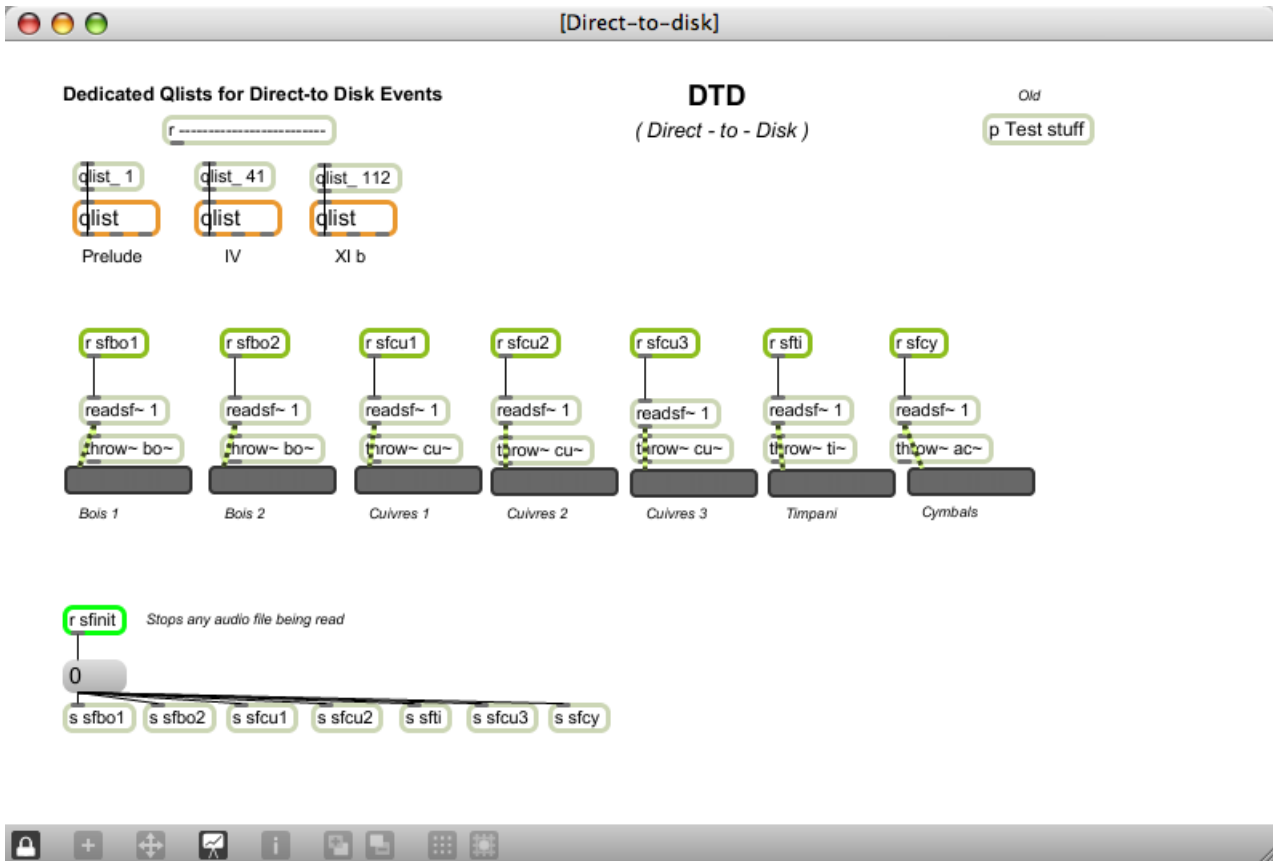 [Direct-to-disk]
Dedicated Qlists for Direct-to Disk Events
DTD
Old
r -------------------------
( Direct - to - Disk )
p Test stuff
qlist_ 1
qlist_ 41
qlist_ 112
qlist
qlist
qlist
Prelude
IV
XI b
r sfbo1
r sfbo2
r sfcu1
r sfcu2
r sfcu3
r sfti
r sfcy
readsf~ 1
readsf~ 1
readsf~ 1
readsf~ 1
readsf~ 1
readsf~ 1
readsf~ 1
throw~ bo~
throw~ bo~
throw~ cu~
throw~ cu~
throw~ cu~
throw~ ti~
throw~ ac~
Bois 1
Bois 2
Cuivres 1
Cuivres 2
Cuivres 3
Timpani
Cymbals
r sfinit
Stops any audio file being read
0
s sfbo1
s sfbo2
s sfcu1
s sfcu2
s sfti
s sfcu3
s sfcy